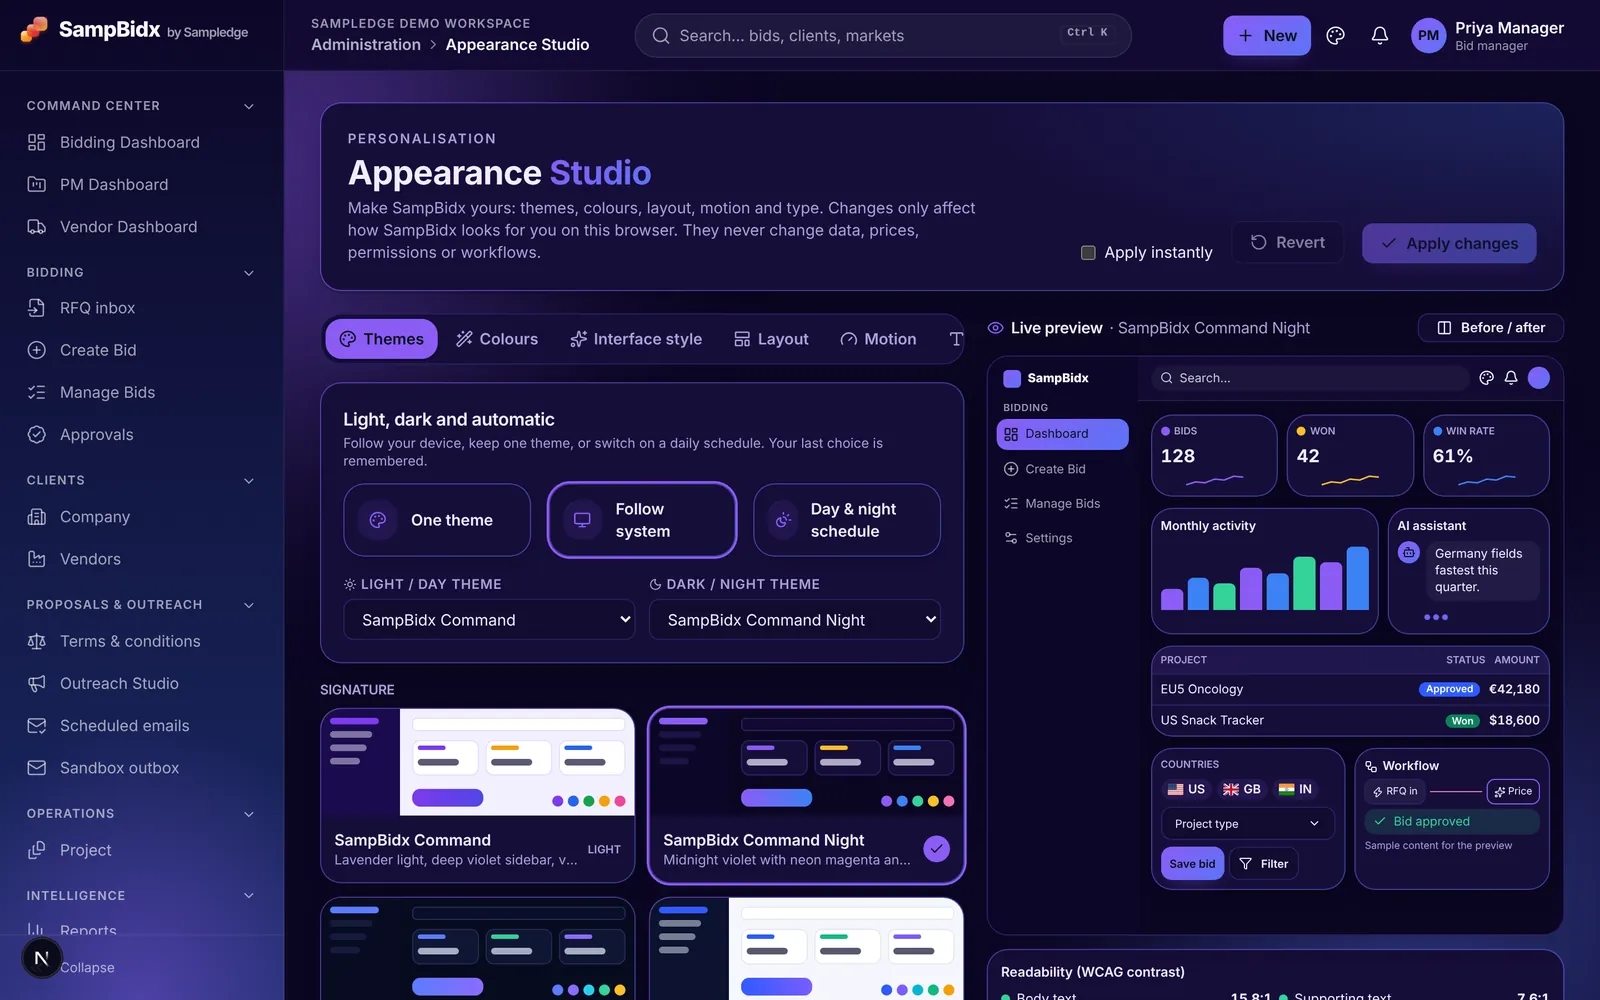 SampBidx by Sampledge
SAMPLEDGE DEMO WORKSPACE
Administration > Appearance Studio
Search... bids, clients, markets
Ctrl K
+ New
PM
Priya Manager
Bid manager
COMMAND CENTER
Bidding Dashboard
PM Dashboard
Vendor Dashboard
BIDDING
RFQ inbox
Create Bid
Manage Bids
Approvals
CLIENTS
Company
Vendors
PROPOSALS & OUTREACH
Terms & conditions
Outreach Studio
Scheduled emails
Sandbox outbox
OPERATIONS
Project
INTELLIGENCE
Reports
N
Collapse
PERSONALISATION
Appearance Studio
Make SampBidx yours: themes, colours, layout, motion and type. Changes only affect
how SampBidx looks for you on this browser. They never change data, prices,
permissions or workflows.
Apply instantly
Revert
Apply changes
Themes
Colours
Interface style
Layout
Motion
Light, dark and automatic
Follow your device, keep one theme, or switch on a daily schedule. Your last choice is
remembered.
One theme
Follow
system
Day & night
schedule
LIGHT / DAY THEME
DARK / NIGHT THEME
SampBidx Command
SampBidx Command Night
SIGNATURE
SampBidx Command
Lavender light, deep violet sidebar, v...
LIGHT
SampBidx Command Night
Midnight violet with neon magenta an...
Live preview · SampBidx Command Night
Before / after
SampBidx
Search...
BIDDING
Dashboard
Create Bid
Manage Bids
Settings
BIDS
128
WON
42
WIN RATE
61%
Monthly activity
AI assistant
Germany fields
fastest this
quarter.
PROJECT STATUS AMOUNT
EU5 Oncology Approved €42,180
US Snack Tracker Won $18,600
COUNTRIES
US GB IN
Project type
Save bid
Filter
Workflow
RFQ in
Price
Bid approved
Sample content for the preview
Readability (WCAG contrast)
Body text 15.8:1 Supporting text 7.6:1